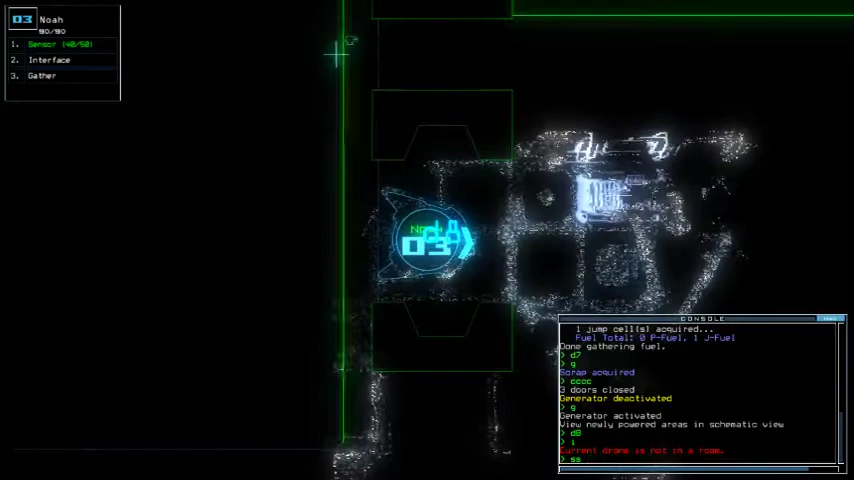 03 Noah
90/90
1. Sensor (40/50)
2. Interface
3. Gather
03
CONSOLE
1 jump cell(s) acquired...
Fuel Total: 0 P-Fuel, 1 J-Fuel
Done gathering fuel.
> d7
> g
Scrap acquired
> cccc
3 doors closed
Generator deactivated
> g
Generator activated
View newly powered areas in schematic view
> d8
> i
Current drone is not in a room.
> ss